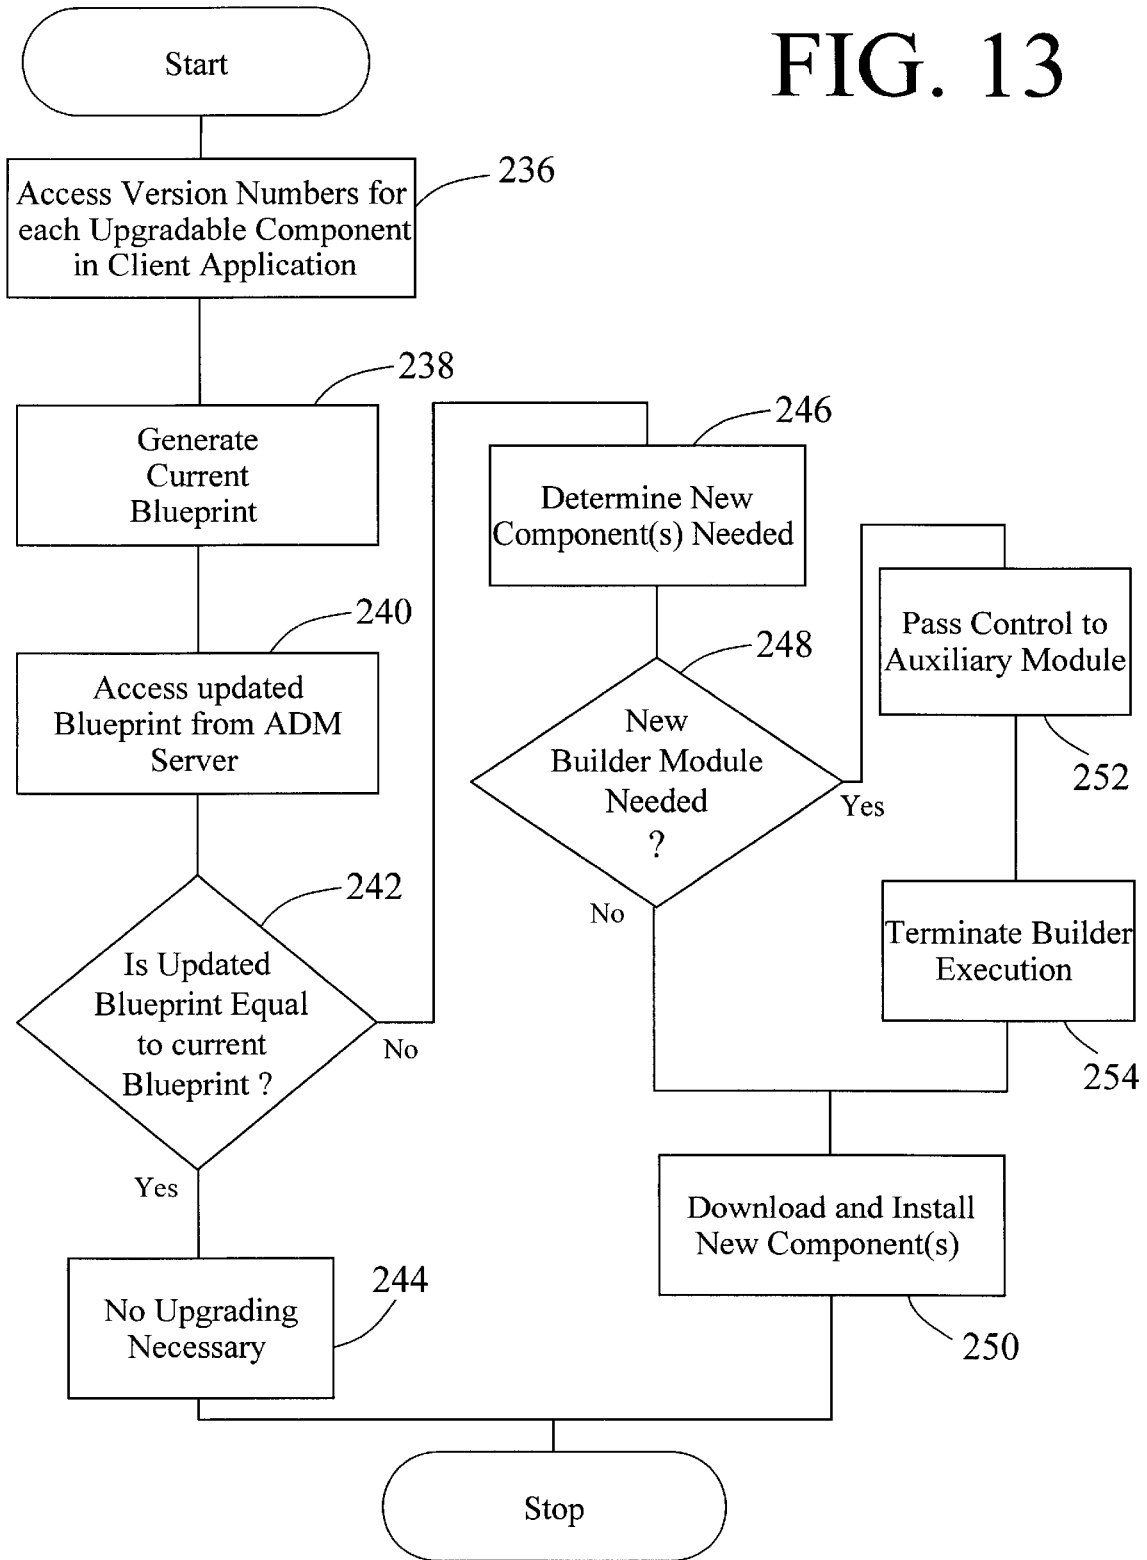 FIG. 13
Start
236
Access Version Numbers for
each Upgradable Component
in Client Application
238
Generate
Current
Blueprint
240
Access updated
Blueprint from ADM
Server
242
Is Updated
Blueprint Equal
to current
Blueprint ?
No
Yes
244
No Upgrading
Necessary
246
Determine New
Component(s) Needed
248
New
Builder Module
Needed
?
Yes
No
Pass Control to
Auxiliary Module
252
Terminate Builder
Execution
254
Download and Install
New Component(s)
250
Stop